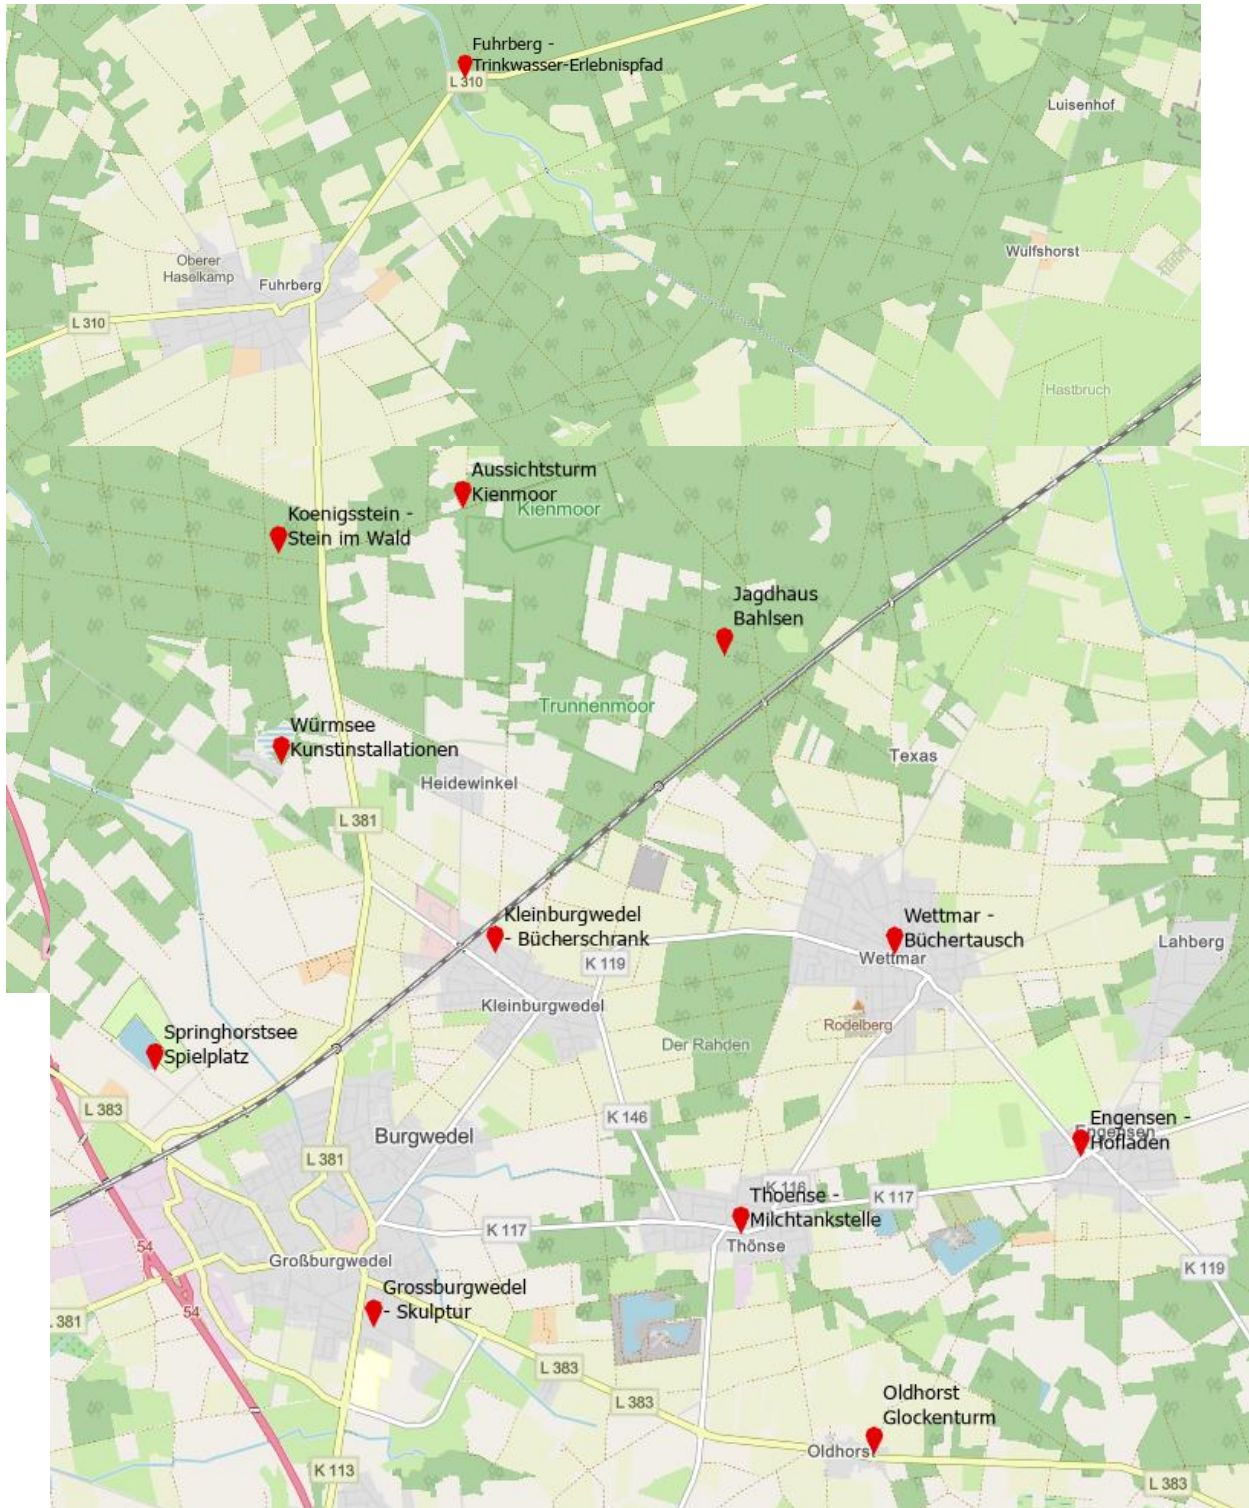 Fuhrberg -
Trinkwasser-Erlebnispfad
L 310
Luisenhof
Wulfshorst
Oberer
Haselkamp
Fuhrberg
L 310
Hastbruch
Aussichtsturm
Kienmoor
Kienmoor
Koenigsstein -
Stein im Wald
Jagdhaus
Bahlsen
Trunnenmoor
Würmsee
Kunstinstallationen
Heidewinkel
Texas
L 381
Kleinburgwedel
- Bücherschrank
Wettmar -
Büchertausch
Wettmar
Lahberg
K 119
Kleinburgwedel
Rodelberg
Springhorstsee
Spielplatz
Der Rahden
L 383
K 146
Burgwedel
Engensen -
Hofladen
Engensen
L 381
K 116
K 117
Thoense -
Milchtankstelle
K 117
Thönse
54
Großburgwedel
K 119
Grossburgwedel
- Skulptur
54
381
L 383
L 383
Oldhorst
Glockenturm
Oldhorst
K 113
L 383